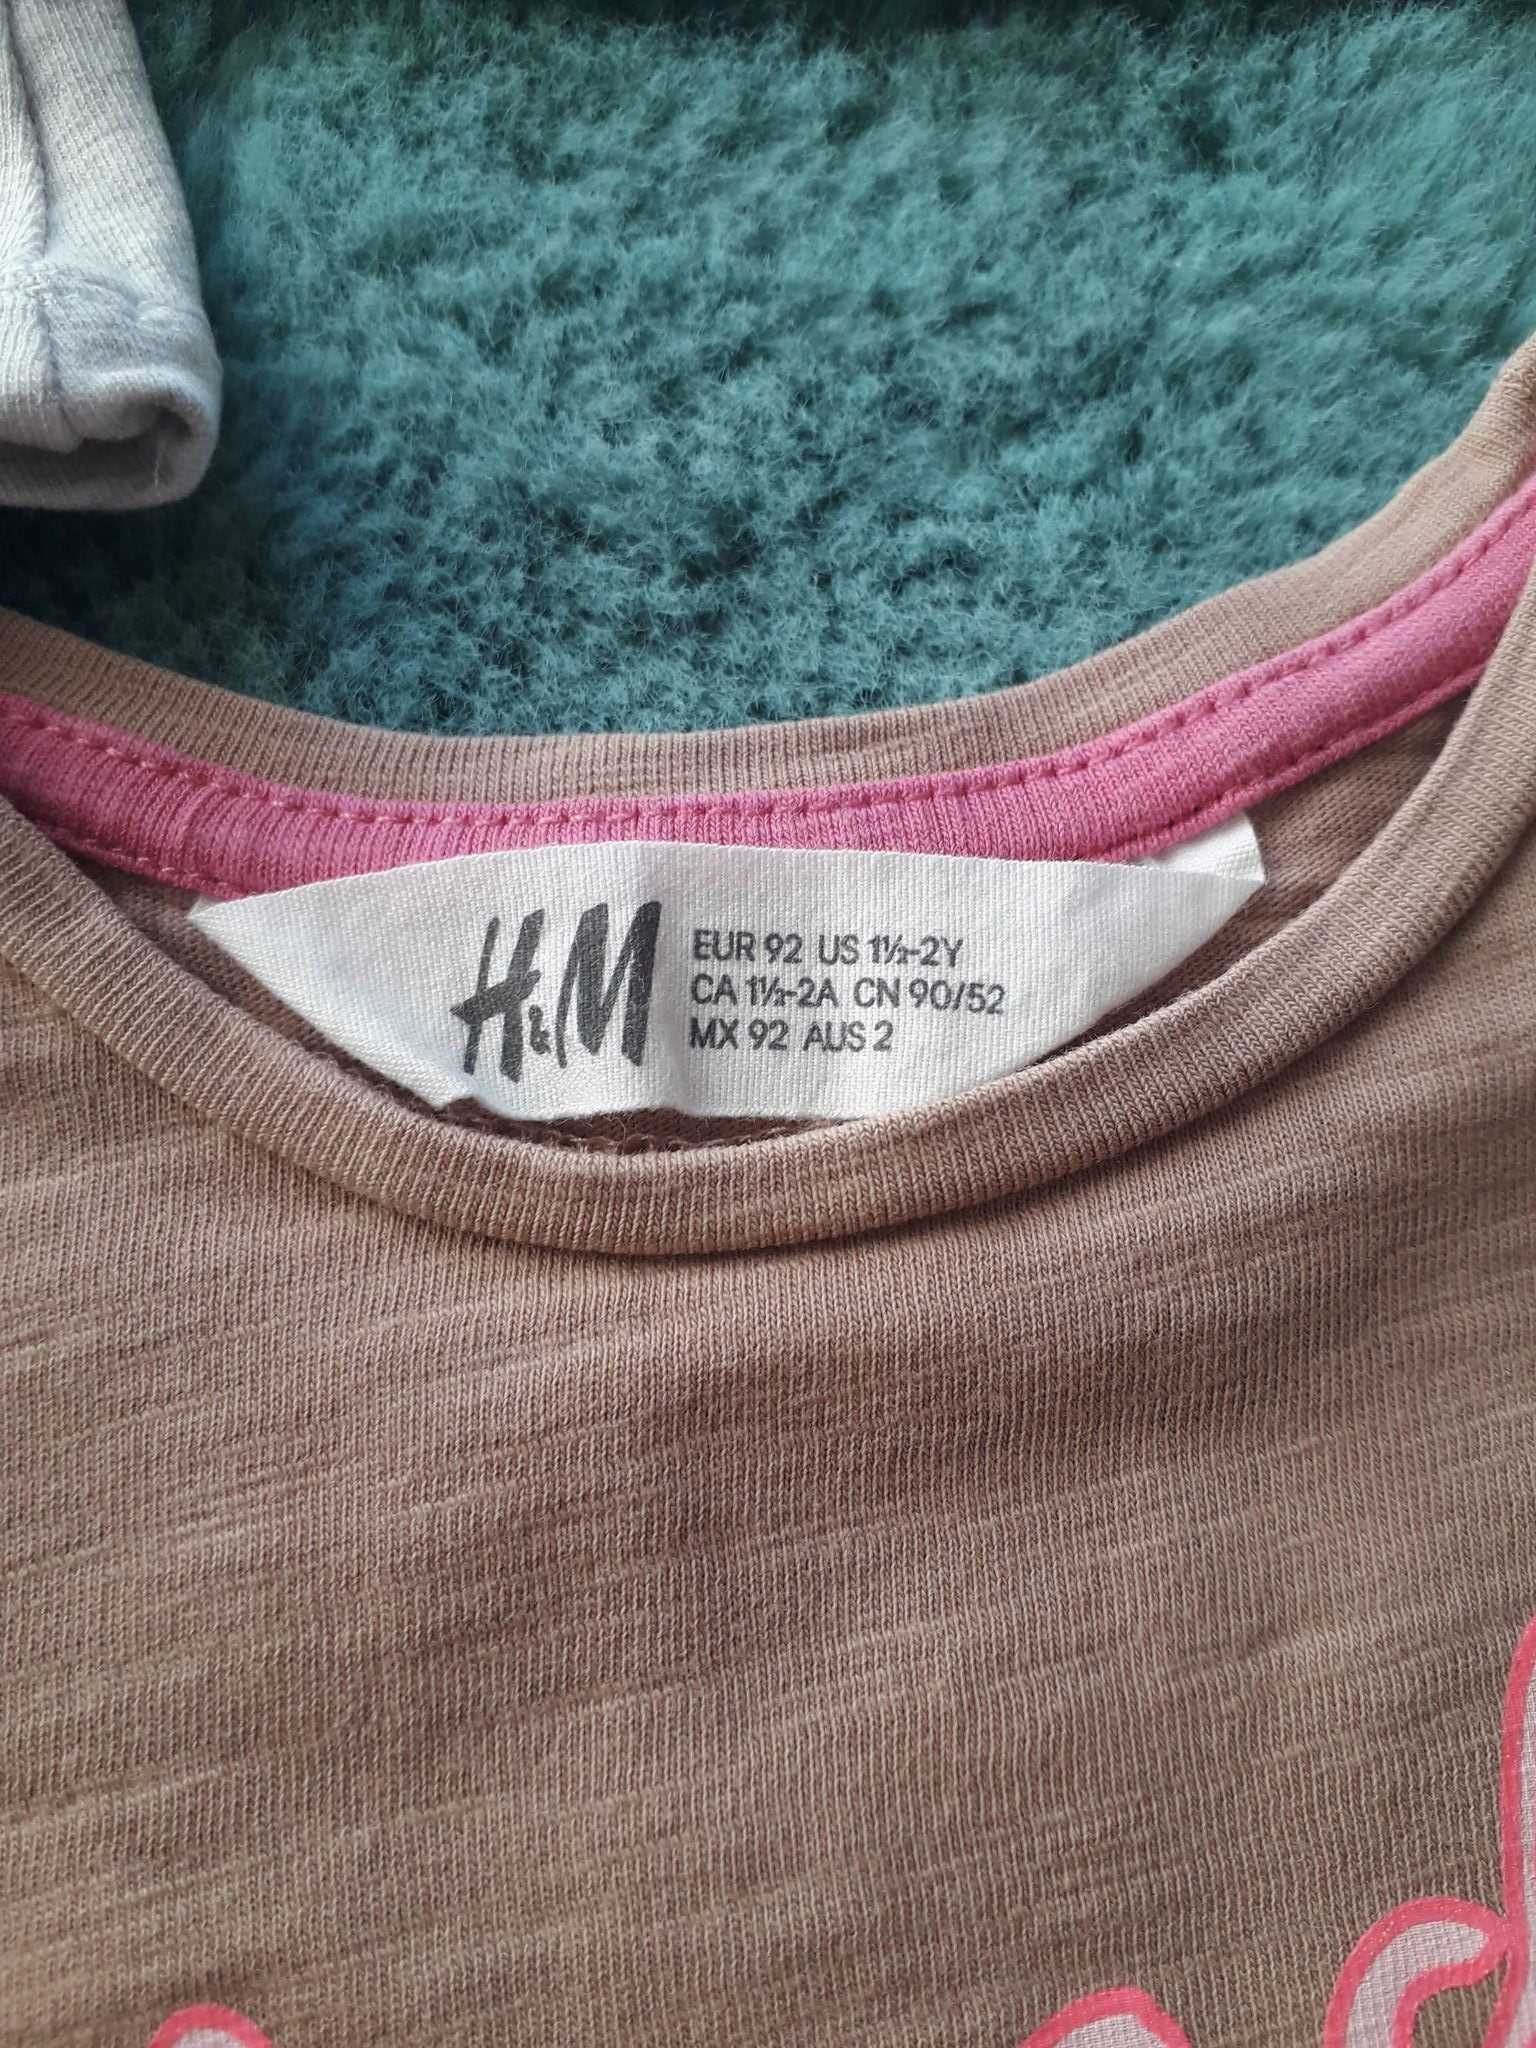 H&M
EUR 92 US 1½-2Y
CA 1½-2A CN 90/52
MX 92 AUS 2